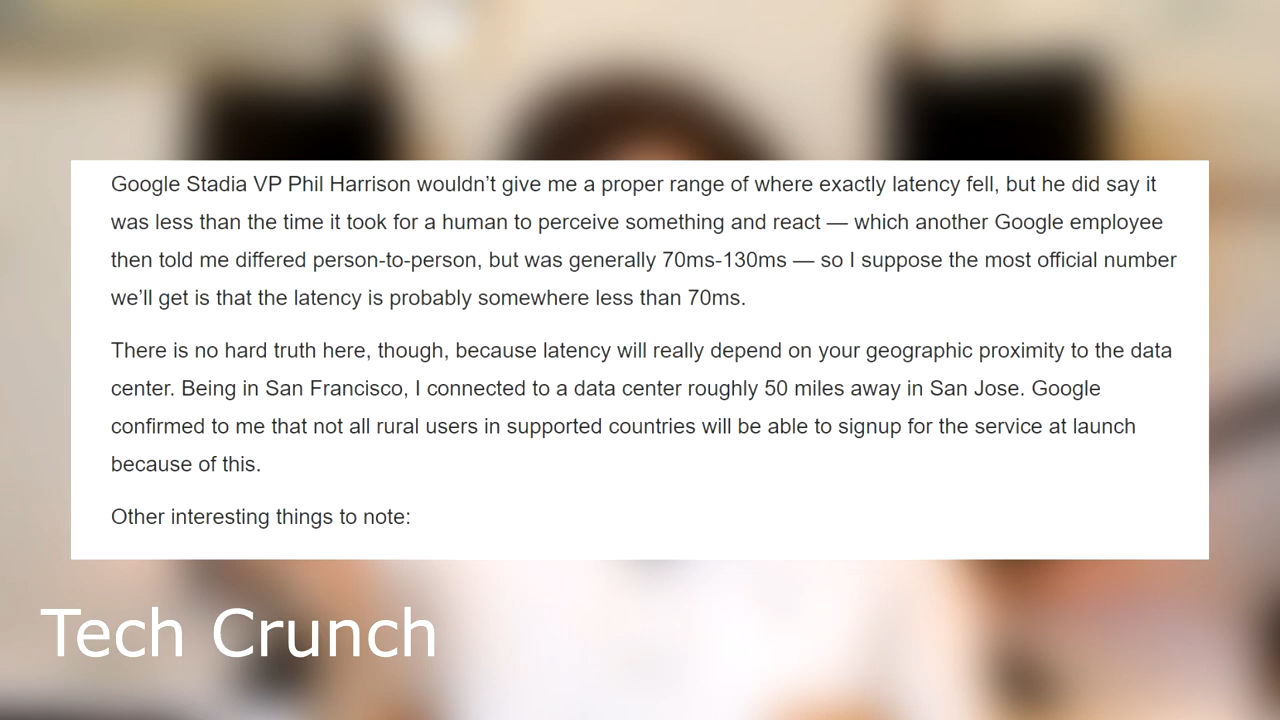 Google Stadia VP Phil Harrison wouldn’t give me a proper range of where exactly latency fell, but he did say it
was less than the time it took for a human to perceive something and react — which another Google employee
then told me differed person-to-person, but was generally 70ms-130ms — so I suppose the most official number
we’ll get is that the latency is probably somewhere less than 70ms.
There is no hard truth here, though, because latency will really depend on your geographic proximity to the data
center. Being in San Francisco, I connected to a data center roughly 50 miles away in San Jose. Google
confirmed to me that not all rural users in supported countries will be able to signup for the service at launch
because of this.
Other interesting things to note:
Tech Crunch